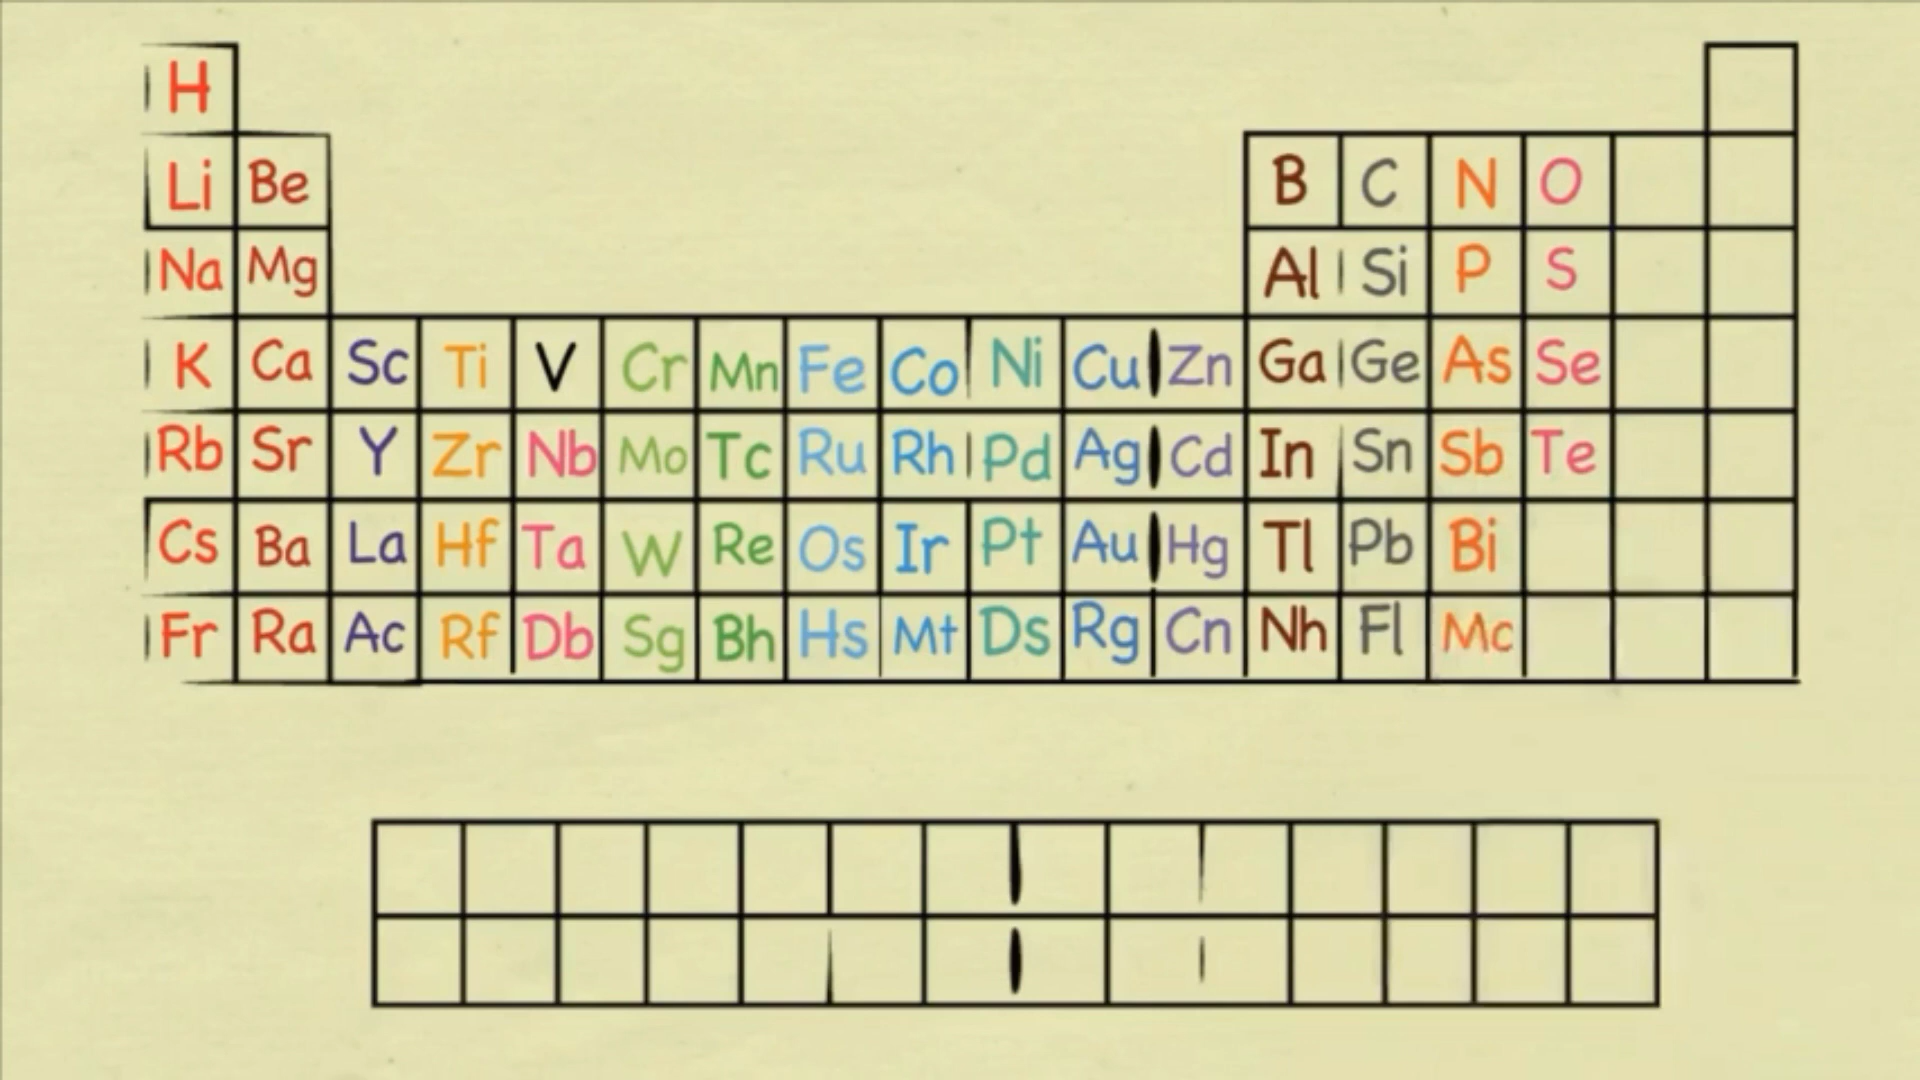 H
Li Be B C N O
Na Mg Al Si P S
K Ca Sc Ti V Cr Mn Fe Co Ni Cu Zn Ga Ge As Se
Rb Sr Y Zr Nb Mo Tc Ru Rh Pd Ag Cd In Sn Sb Te
Cs Ba La Hf Ta W Re Os Ir Pt Au Hg Tl Pb Bi
Fr Ra Ac Rf Db Sg Bh Hs Mt Ds Rg Cn Nh Fl Mc